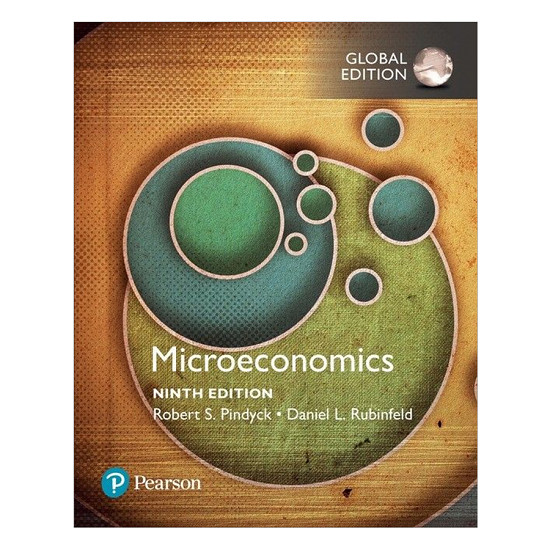 GLOBAL
EDITION
Microeconomics
NINTH EDITION
Robert S. Pindyck • Daniel L. Rubinfeld
P Pearson